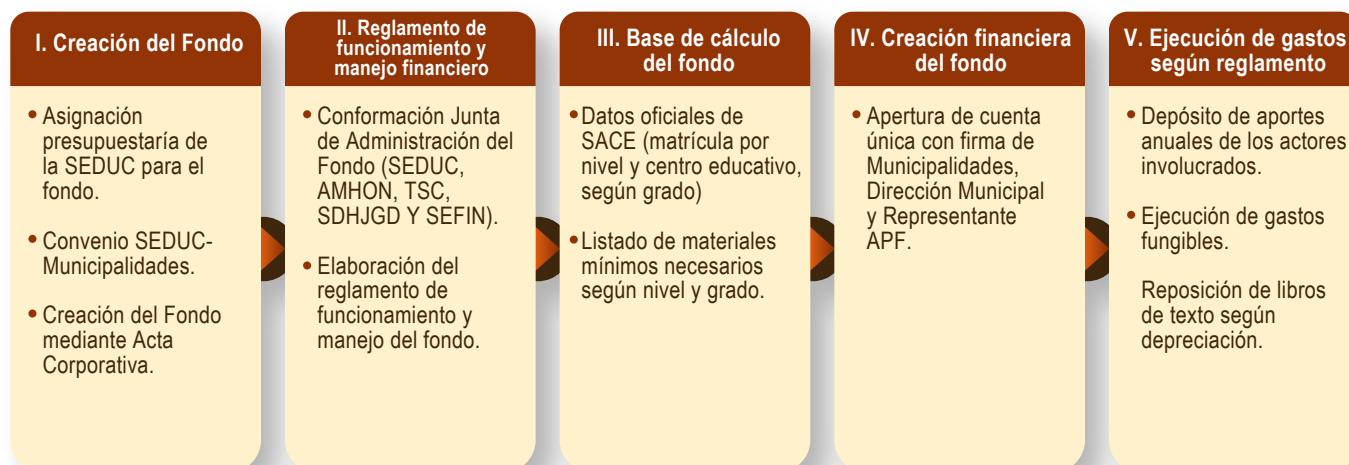 I. Creación del Fondo
• Asignación
presupuestaría de
la SEDUC para el
fondo.
• Convenio SEDUC-
Municipalidades.
• Creación del Fondo
mediante Acta
Corporativa.
II. Reglamento de
funcionamiento y
manejo financiero
• Conformación Junta
de Administración del
Fondo (SEDUC,
AMHON, TSC,
SDHJGD Y SEFIN).
• Elaboración del
reglamento de
funcionamiento y
manejo del fondo.
III. Base de cálculo
del fondo
• Datos oficiales de
SACE (matrícula por
nivel y centro educativo,
según grado)
• Listado de materiales
mínimos necesarios
según nivel y grado.
IV. Creación financiera
del fondo
• Apertura de cuenta
única con firma de
Municipalidades,
Dirección Municipal
y Representante
APF.
V. Ejecución de gastos
según reglamento
• Depósito de aportes
anuales de los actores
involucrados.
• Ejecución de gastos
fungibles.
Reposición de libros
de texto según
depreciación.